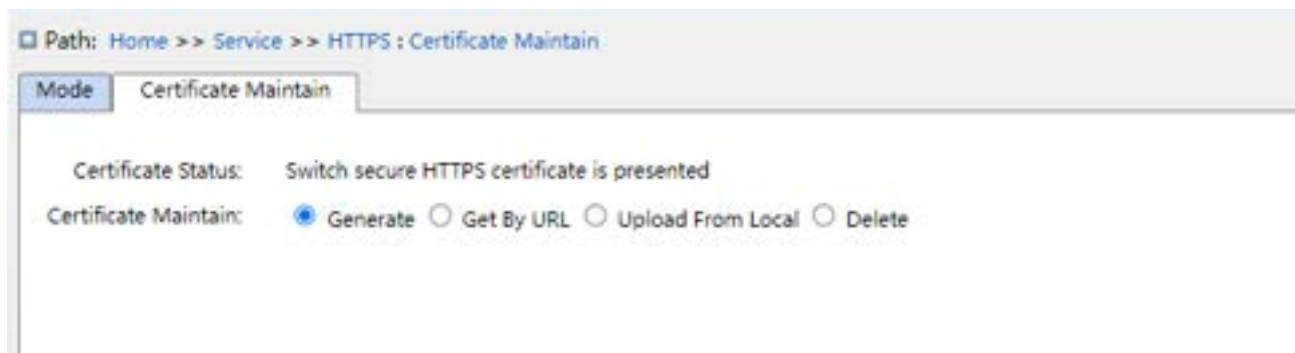 Path: Home >> Service >> HTTPS : Certificate Maintain
Mode Certificate Maintain
Certificate Status: Switch secure HTTPS certificate is presented
Certificate Maintain: Generate Get By URL Upload From Local Delete